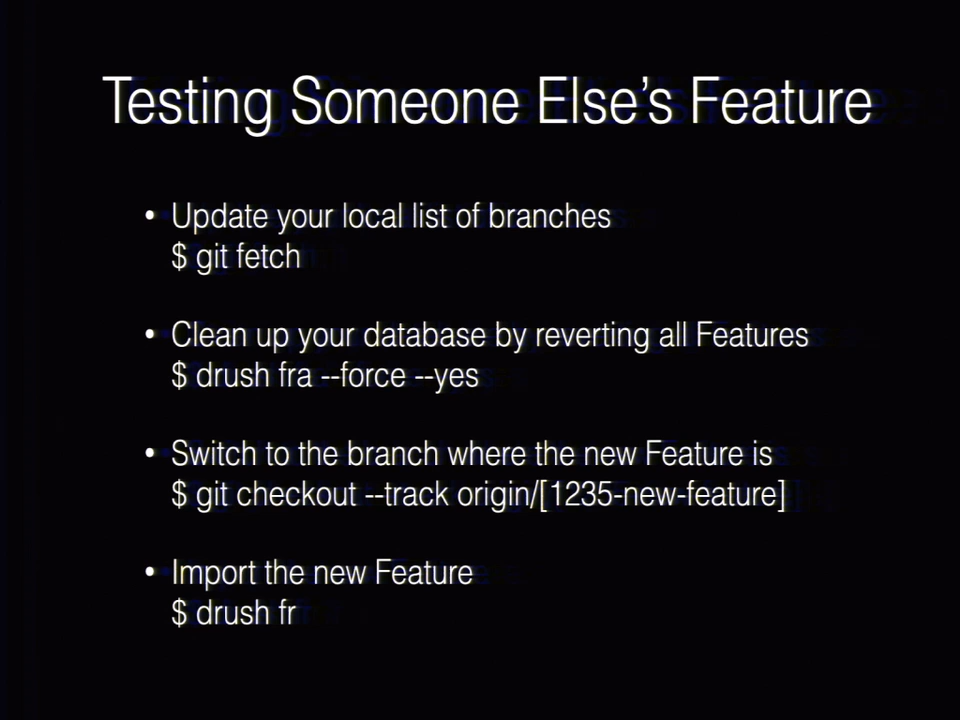 Testing Someone Else’s Feature
• Update your local list of branches
$ git fetch
• Clean up your database by reverting all Features
$ drush fra --force --yes
• Switch to the branch where the new Feature is
$ git checkout --track origin/[1235-new-feature]
• Import the new Feature
$ drush fr